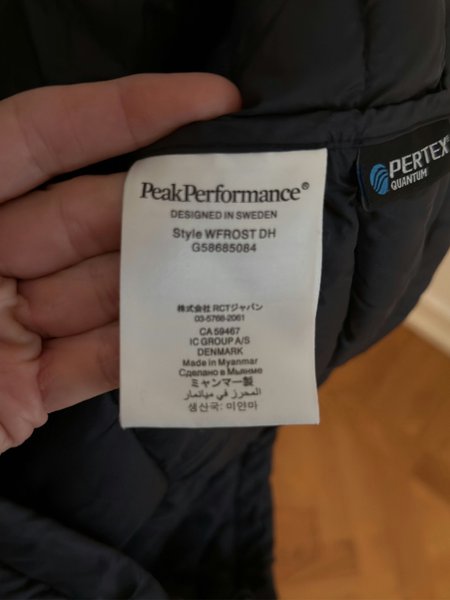 PeakPerformance®
DESIGNED IN SWEDEN
Style WFROST DH
G58685084
株式会社 RCTジャパン
03-5768-2061
CA 59467
IC GROUP A/S
DENMARK
Made in Myanmar
Сделано в Мьянме
ミャンマー製
المحرز في ميانمار
생산국: 미얀마
PERTEX
QUANTUM